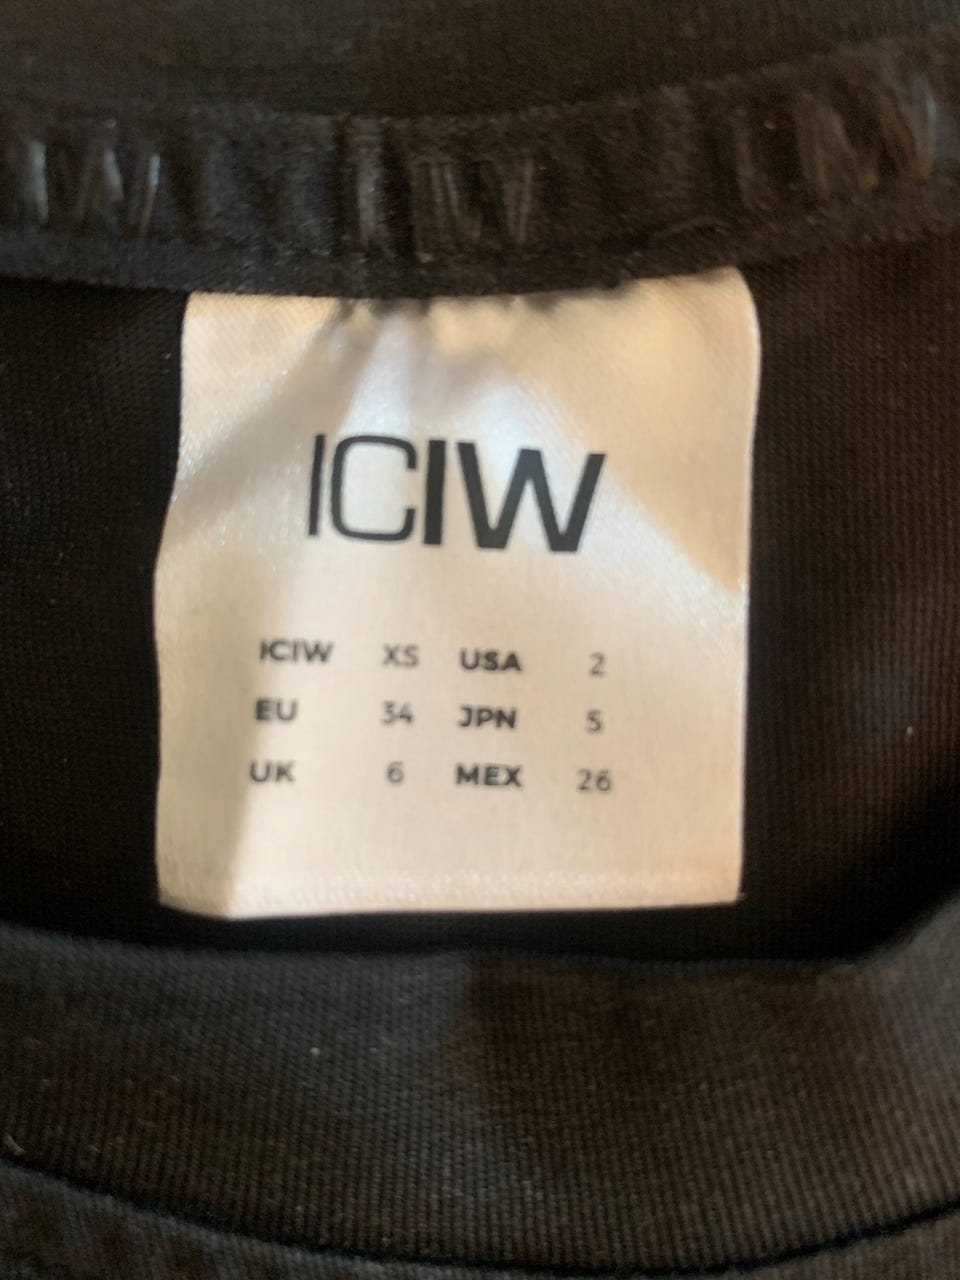 ICIW
ICIW XS USA 2
EU 34 JPN 5
UK 6 MEX 26